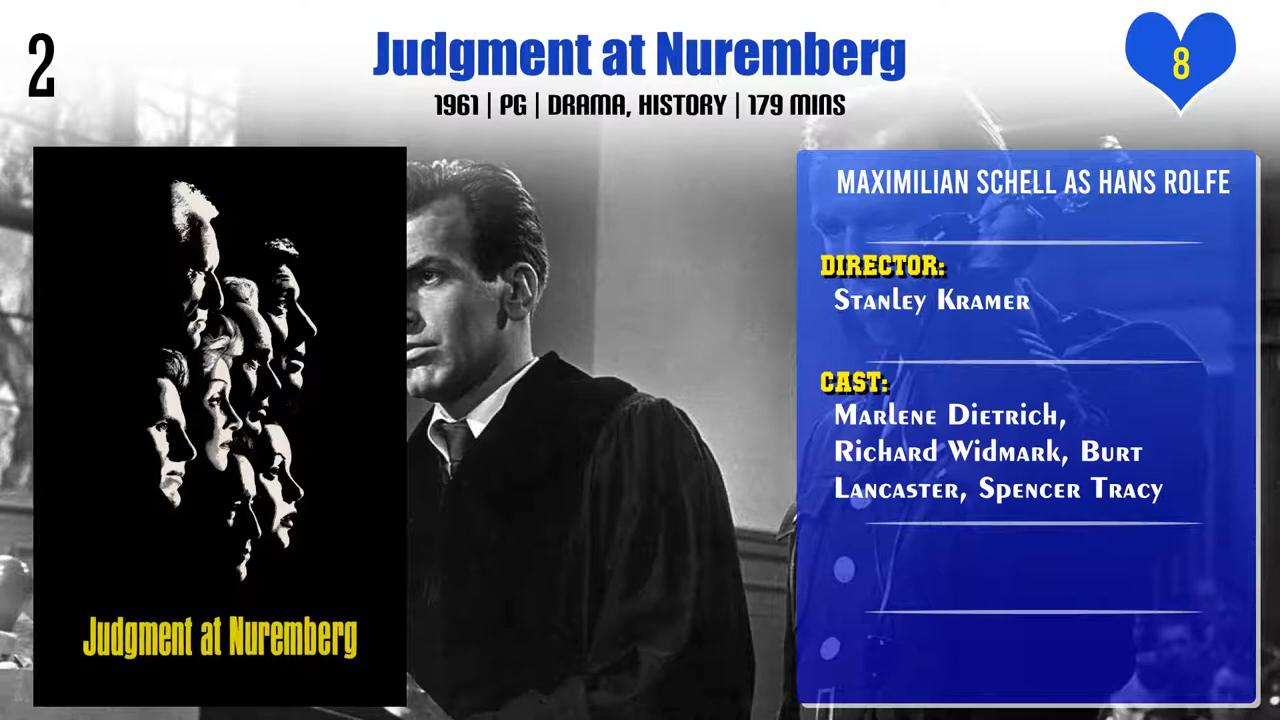 2
Judgment at Nuremberg
8
1961 | PG | DRAMA, HISTORY | 179 MINS
MAXIMILIAN SCHELL AS HANS ROLFE
DIRECTOR:
Stanley Kramer
CAST:
Marlene Dietrich,
Richard Widmark, Burt
Lancaster, Spencer Tracy
Judgment at Nuremberg